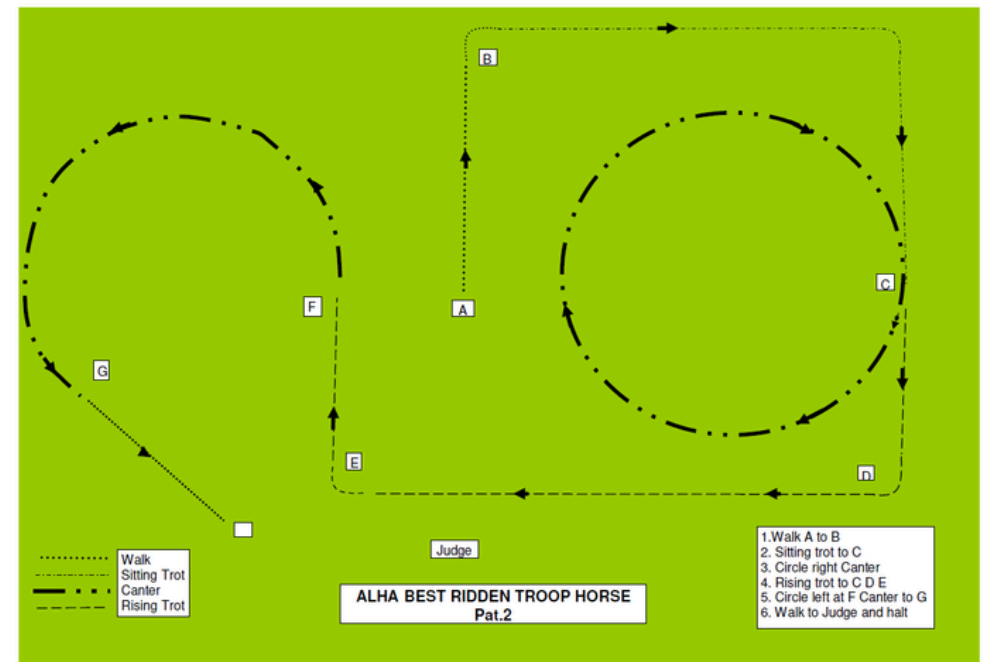 B
C
F
A
G
E
D
Judge
Walk
Sitting Trot
Canter
Rising Trot
ALHA BEST RIDDEN TROOP HORSE
Pat.2
1.Walk A to B
2. Sitting trot to C
3. Circle right Canter
4. Rising trot to C D E
5. Circle left at F Canter to G
6. Walk to Judge and halt